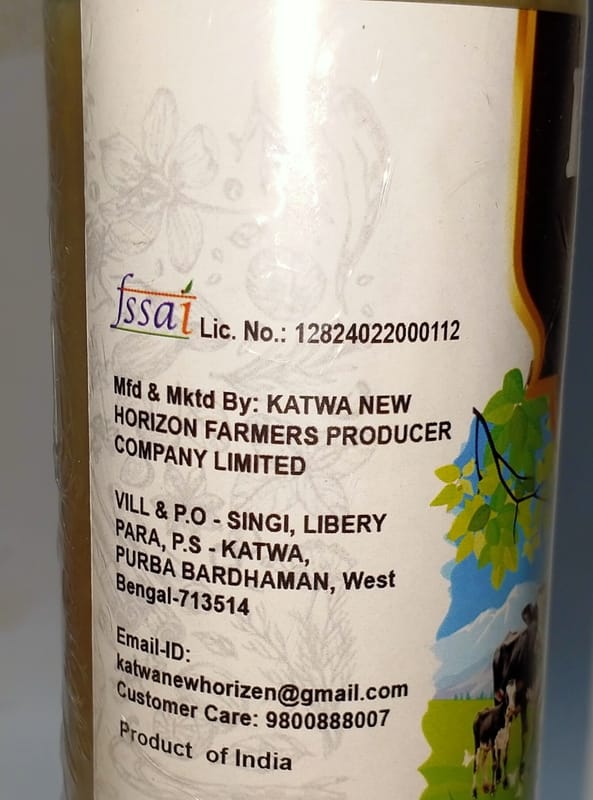 fssai Lic. No.: 12824022000112
Mfd & Mktd By: KATWA NEW
HORIZON FARMERS PRODUCER
COMPANY LIMITED
VILL & P.O - SINGI, LIBERY
PARA, P.S - KATWA,
PURBA BARDHAMAN, West
Bengal-713514
Email-ID:
katwanewhorizen@gmail.com
Customer Care: 9800888007
Product of India